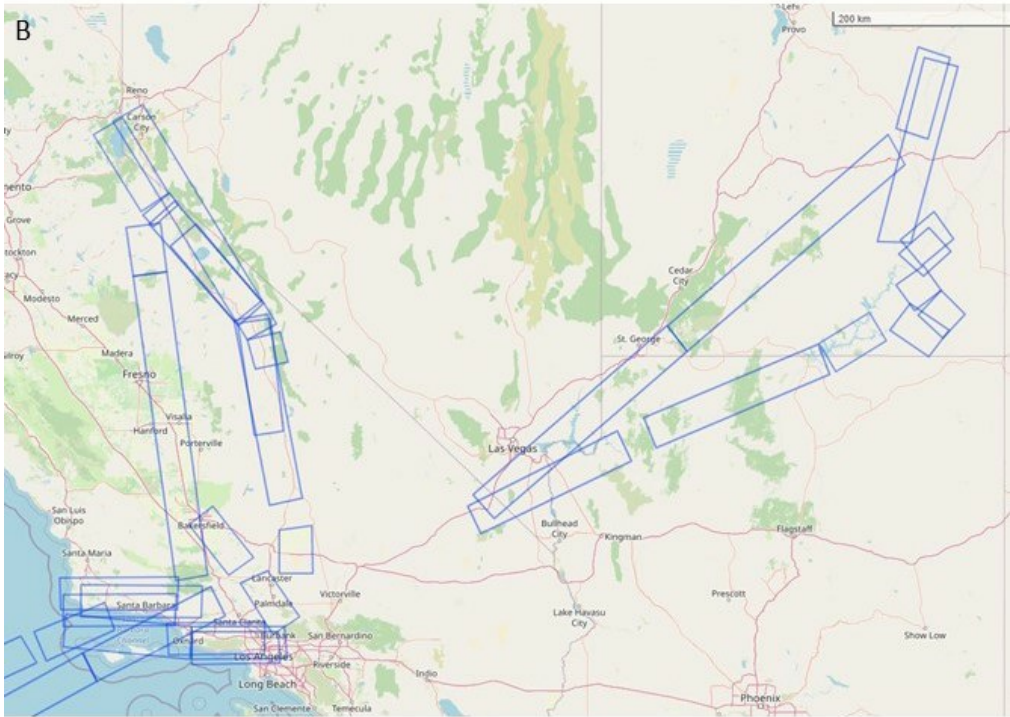 B
Lehi
Provo
200 km
Reno
Carson
City
mento
Grove
tockton
Modesto
Merced
Madera
Fresno
Visalia
Hanford
Porterville
Cedar
City
St. George
Las Vegas
San Luis
Obispo
Bakersfield
Bullhead
City
Kingman
Flagstaff
Santa Maria
Lancaster
Palmdale
Victorville
Santa Barbara
Santa Clarita
Oxnard
Burbank
San Bernardino
Los Angeles
Riverside
Long Beach
Indio
San Clemente
Temecula
Lake Havasu
City
Prescott
Show Low
Phoenix